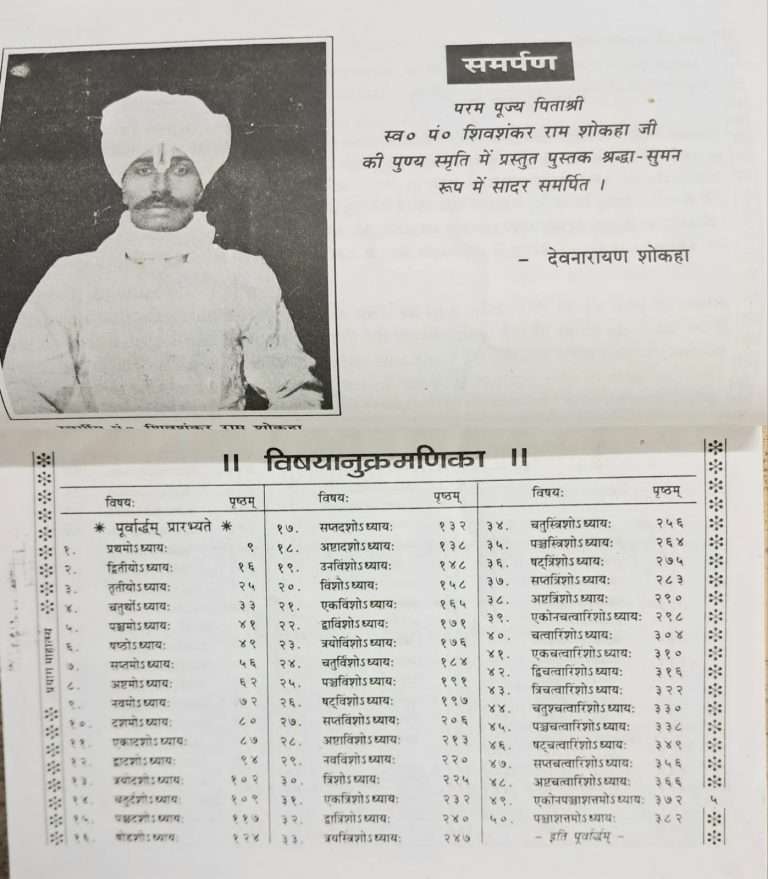 समर्पण
परम पूज्य पिताश्री
स्व० पं० शिवशंकर राम शोकहा जी
की पुण्य स्मृति में प्रस्तुत पुस्तक श्रद्धा-सुमन
रूप में सादर समर्पित ।
– देवनारायण शोकहा
स्वर्गीय पं० शिवशंकर राम शोकहा
॥ विषयानुक्रमणिका ॥
विषयः पृष्ठम्
* पूर्वार्द्धम् प्रारभ्यते *
१. प्रथमोऽध्यायः ९
२. द्वितीयोऽध्यायः १६
३. तृतीयोऽध्यायः २५
४. चतुर्थोऽध्यायः ३३
५. पञ्चमोऽध्यायः ४१
६. षष्ठोऽध्यायः ४९
७. सप्तमोऽध्यायः ५६
८. अष्टमोऽध्यायः ६२
९. नवमोऽध्यायः ७२
१०. दशमोऽध्यायः ८०
११. एकादशोऽध्यायः ८७
१२. द्वादशोऽध्यायः ९४
१३. त्रयोदशोऽध्यायः १०२
१४. चतुर्दशोऽध्यायः १०९
१५. पञ्चदशोऽध्यायः ११७
१६. षोडशोऽध्यायः १२४
विषयः पृष्ठम्
१७. सप्तदशोऽध्यायः १३२
१८. अष्टादशोऽध्यायः १३८
१९. उनविंशोऽध्यायः १४८
२०. विंशोऽध्यायः १५८
२१. एकविंशोऽध्यायः १६५
२२. द्वाविंशोऽध्यायः १७१
२३. त्रयोविंशोऽध्यायः १७६
२४. चतुर्विंशोऽध्यायः १८४
२५. पञ्चविंशोऽध्यायः १९१
२६. षट्विंशोऽध्यायः १९७
२७. सप्तविंशोऽध्यायः २०६
२८. अष्टाविंशोऽध्यायः २१३
२९. नवविंशोऽध्यायः २२०
३०. त्रिंशोऽध्यायः २२५
३१. एकत्रिंशोऽध्यायः २३२
३२. द्वात्रिंशोऽध्यायः २४०
३३. त्रयस्त्रिंशोऽध्यायः २४७
विषयः पृष्ठम्
३४. चतुस्त्रिंशोऽध्यायः २५६
३५. पञ्चस्त्रिंशोऽध्यायः २६४
३६. षट्त्रिंशोऽध्यायः २७५
३७. सप्तत्रिंशोऽध्यायः २८३
३८. अष्टत्रिंशोऽध्यायः २९०
३९. एकोनचत्वारिंशोऽध्यायः २९८
४०. चत्वारिंशोऽध्यायः ३०४
४१. एकचत्वारिंशोऽध्यायः ३१०
४२. द्विचत्वारिंशोऽध्यायः ३१६
४३. त्रिचत्वारिंशोऽध्यायः ३२२
४४. चतुश्चत्वारिंशोऽध्यायः ३३०
४५. पञ्चचत्वारिंशोऽध्यायः ३३८
४६. षट्चत्वारिंशोऽध्यायः ३४९
४७. सप्तचत्वारिंशोऽध्यायः ३५६
४८. अष्टचत्वारिंशोऽध्यायः ३६६
४९. एकोनपञ्चाशत्तमोऽध्यायः ३७२
५०. पञ्चाशत्तमोऽध्यायः ३८२
– इति पूर्वार्द्धम् –
५